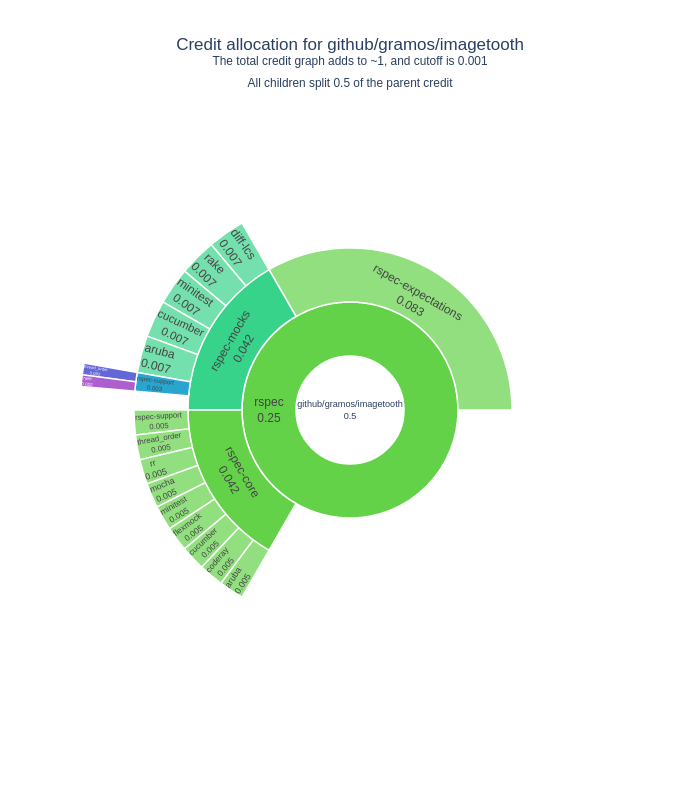 Credit allocation for github/gramos/imagetooth
The total credit graph adds to ~1, and cutoff is 0.001
All children split 0.5 of the parent credit
diff-lcs
0.007
rake
0.007
minitest
0.007
cucumber
0.007
aruba
0.007
rspec-support
thread_order
rspec-mocks
0.042
rspec-expectations
0.083
rspec
0.25
github/gramos/imagetooth
0.5
rspec-core
0.042
rspec-support
0.005
thread_order
0.005
rr
0.005
mocha
0.005
minitest
0.005
flexmock
0.005
cucumber
0.005
coderay
0.005
aruba
0.005